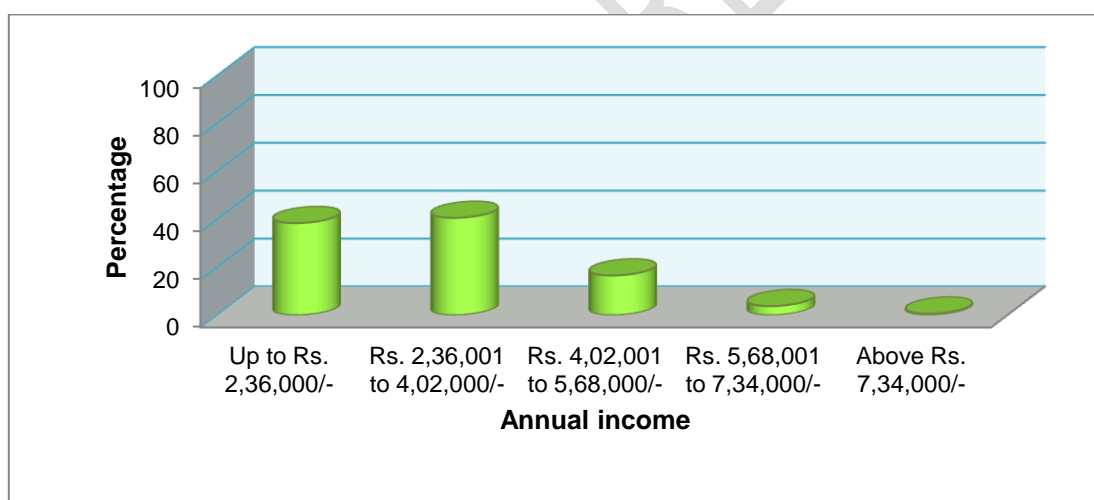 100
80
60
40
20
0
Percentage
Up to Rs. 2,36,000/-
Rs. 2,36,001 to 4,02,000/-
Rs. 4,02,001 to 5,68,000/-
Rs. 5,68,001 to 7,34,000/-
Above Rs. 7,34,000/-
Annual income